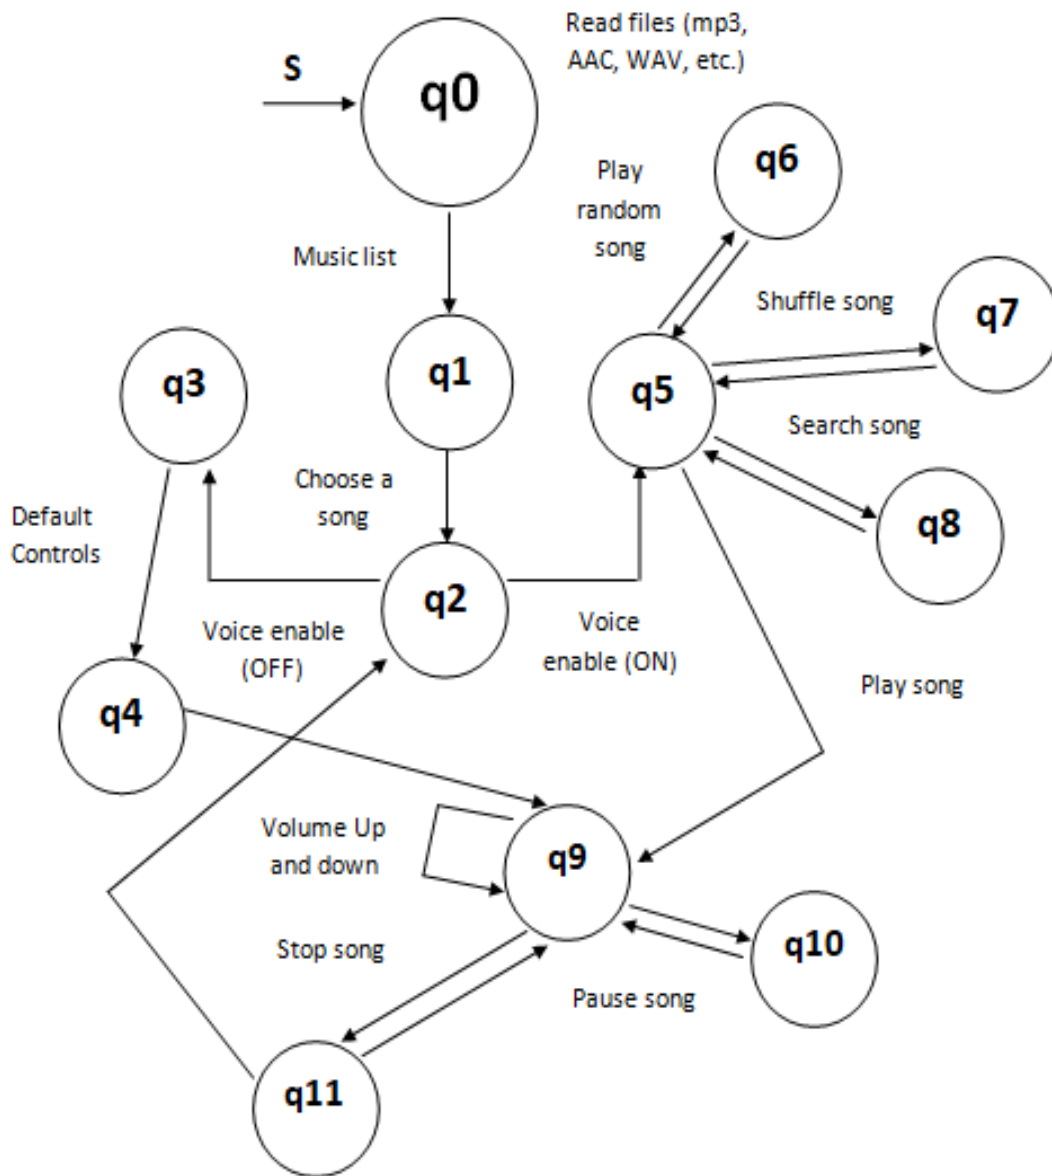 Read files (mp3,
AAC, WAV, etc.)
S
q0
q6
Play
random
song
Music list
Shuffle song
q7
q3
q1
q5
Search song
Choose a
song
Default
Controls
q8
q2
Voice enable
(OFF)
Voice
enable (ON)
Play song
q4
Volume Up
and down
q9
Stop song
q10
Pause song
q11